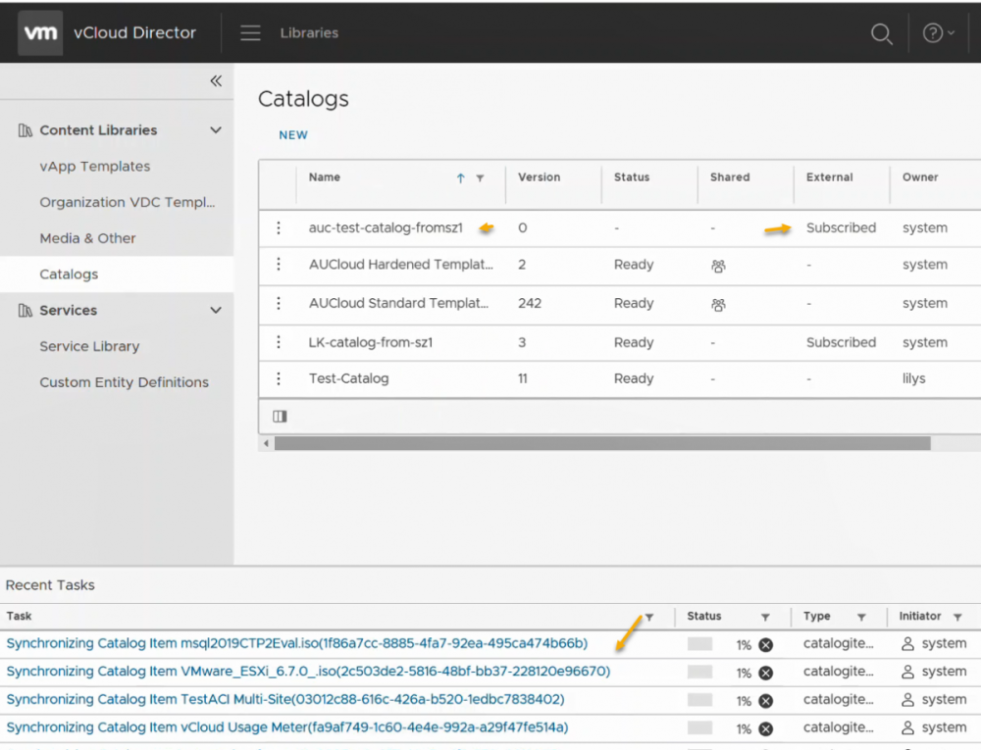 vm vCloud Director Libraries
Content Libraries
vApp Templates
Organization VDC Templ...
Media & Other
Catalogs
Services
Service Library
Custom Entity Definitions
Catalogs
NEW
Name Version Status Shared External Owner
auc-test-catalog-fromsz1 0 - - Subscribed system
AUCloud Hardened Templat... 2 Ready - system
AUCloud Standard Templat... 242 Ready - system
LK-catalog-from-sz1 3 Ready - Subscribed system
Test-Catalog 11 Ready - - lilys
Recent Tasks
Task Status Type Initiator
Synchronizing Catalog Item msql2019CTP2Eval.iso(1f86a7cc-8885-4fa7-92ea-495ca474b66b) 1% catalogite... system
Synchronizing Catalog Item VMware_ESXi_6.7.0_.iso(2c503de2-5816-48bf-bb37-228120e96670) 1% catalogite... system
Synchronizing Catalog Item TestACI Multi-Site(03012c88-616c-426a-b520-1edbc7838402) 1% catalogite... system
Synchronizing Catalog Item vCloud Usage Meter(fa9af749-1c60-4e4e-992a-a29f47fe514a) 1% catalogite... system